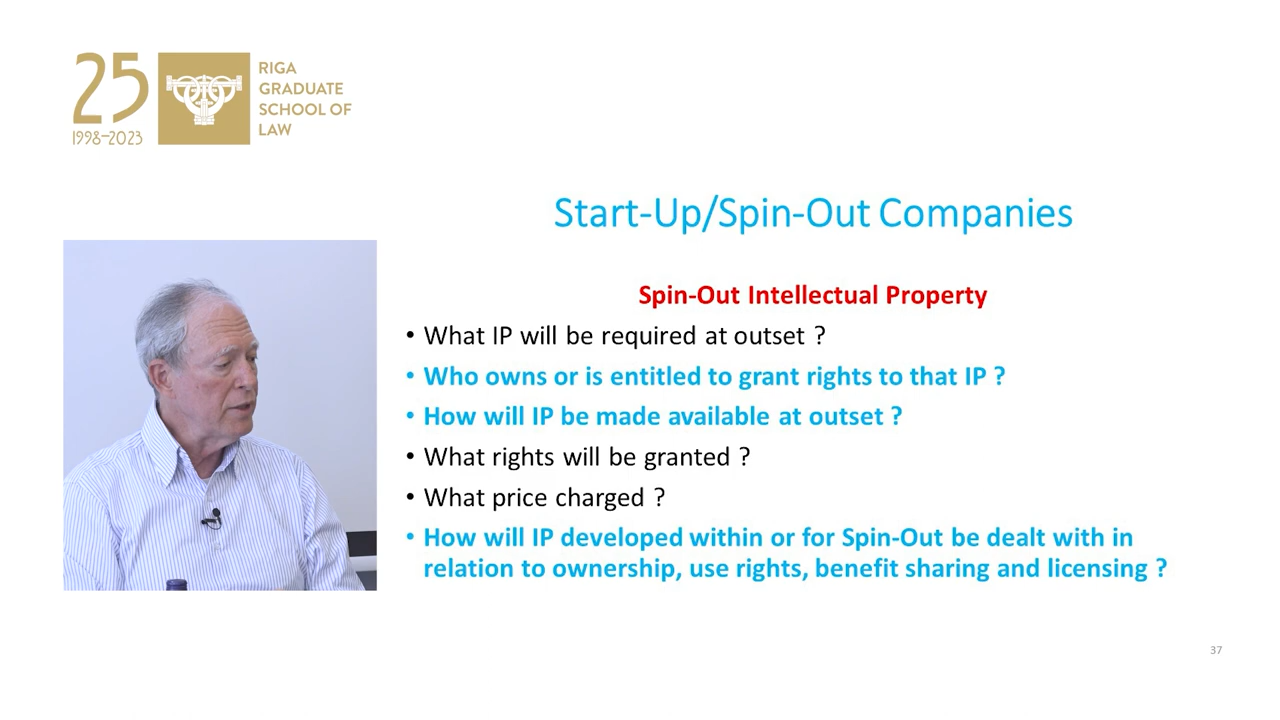 25
1998–2023
RIGA
GRADUATE
SCHOOL OF
LAW
Start-Up/Spin-Out Companies
Spin-Out Intellectual Property
• What IP will be required at outset ?
• Who owns or is entitled to grant rights to that IP ?
• How will IP be made available at outset ?
• What rights will be granted ?
• What price charged ?
• How will IP developed within or for Spin-Out be dealt with in
relation to ownership, use rights, benefit sharing and licensing ?
37